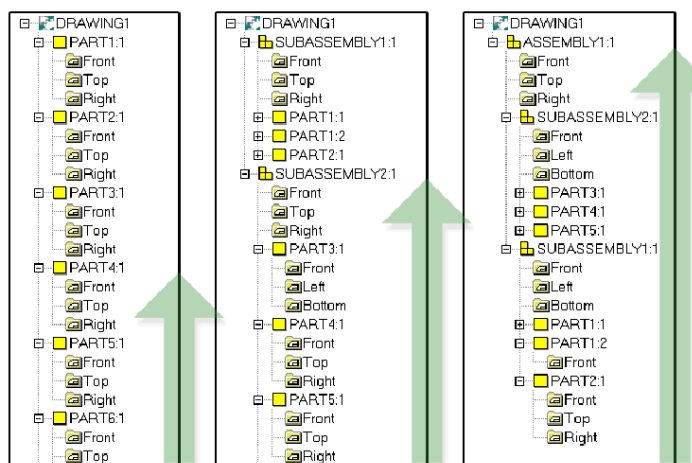 DRAWING1
PART1:1
Front
Top
Right
PART2:1
Front
Top
Right
PART3:1
Front
Top
Right
PART4:1
Front
Top
Right
PART5:1
Front
Top
Right
PART6:1
Front
Top
DRAWING1
SUBASSEMBLY1:1
Front
Top
Right
PART1:1
PART1:2
PART2:1
SUBASSEMBLY2:1
Front
Top
Right
PART3:1
Front
Left
Bottom
PART4:1
Front
Top
Right
PART5:1
Front
Top
Right
DRAWING1
ASSEMBLY1:1
Front
Top
Right
SUBASSEMBLY2:1
Front
Left
Bottom
PART3:1
PART4:1
PART5:1
SUBASSEMBLY1:1
Front
Left
Bottom
PART1:1
PART1:2
Front
PART2:1
Front
Top
Right